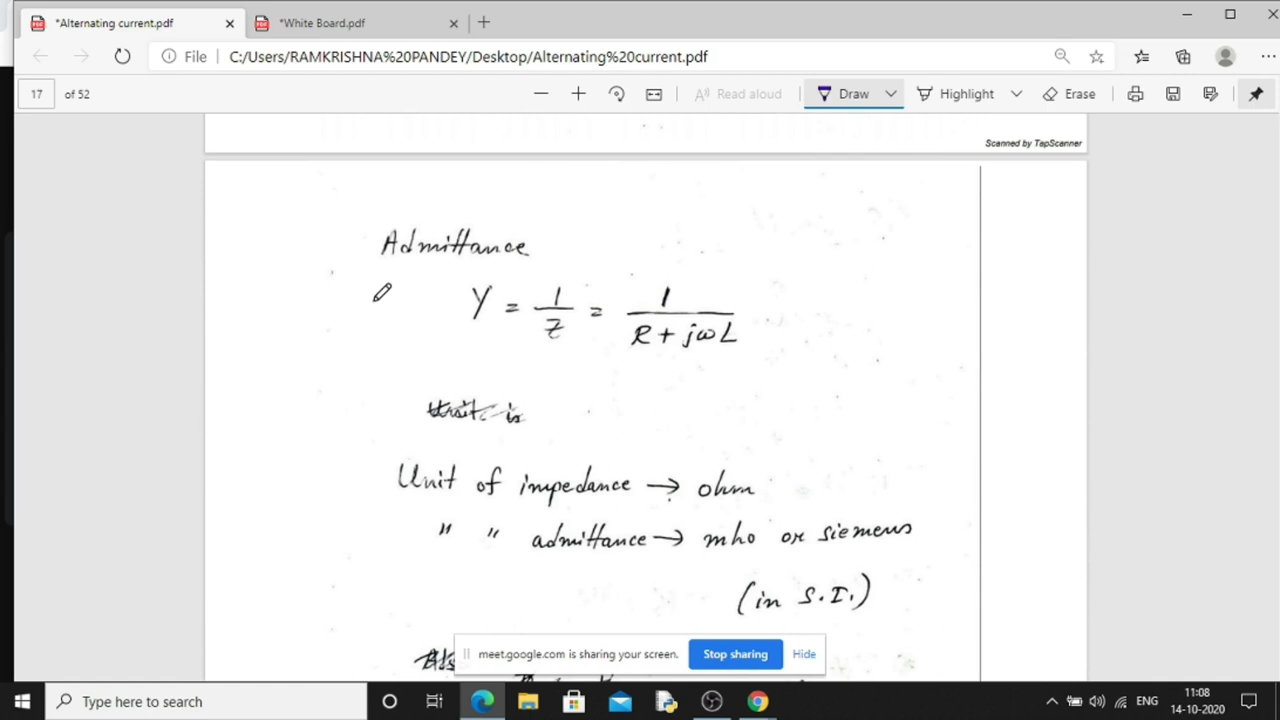 *Alternating current.pdf
*White Board.pdf
File C:/Users/RAMKRISHNA%20PANDEY/Desktop/Alternating%20current.pdf
17 of 52 Read aloud Draw Highlight Erase
Scanned by TapScanner
Admittance
Y = 1/Z = 1/(R + jωL)
Unit is
Unit of impedance → ohm
" " admittance → mho or siemens
(in S.I.)
meet.google.com is sharing your screen. Stop sharing Hide
Type here to search
ENG
11:08
14-10-2020